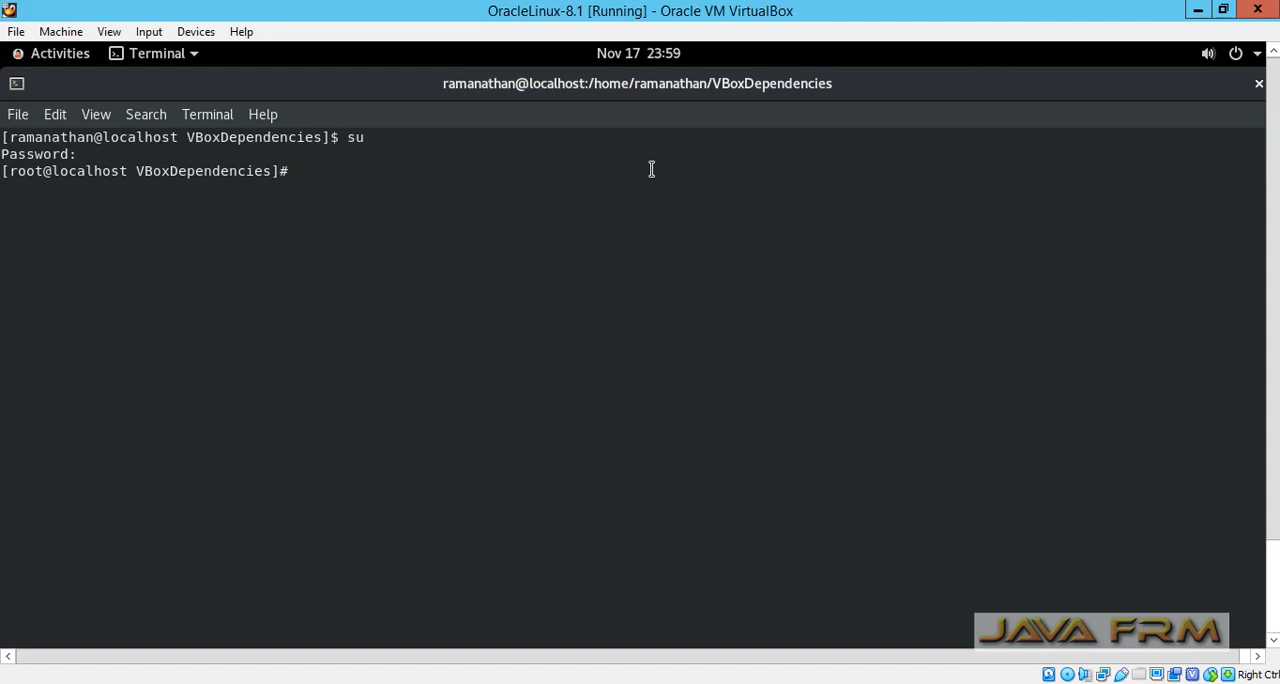 OracleLinux-8.1 [Running] - Oracle VM VirtualBox
File Machine View Input Devices Help
Activities Terminal Nov 17 23:59
ramanathan@localhost:/home/ramanathan/VBoxDependencies
File Edit View Search Terminal Help
[ramanathan@localhost VBoxDependencies]$ su
Password:
[root@localhost VBoxDependencies]#
JAVA FRM
Right Ctrl